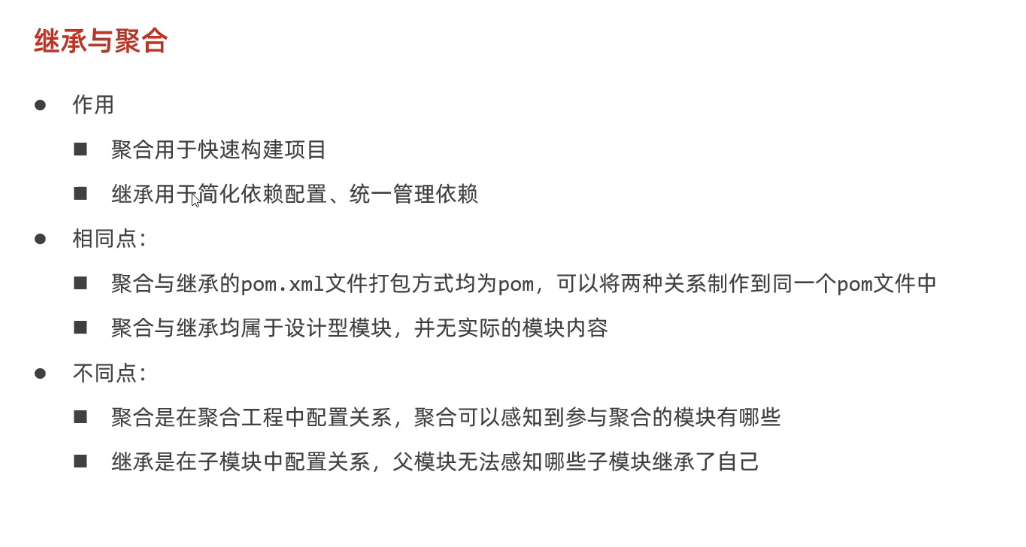 继承与聚合
● 作用
■ 聚合用于快速构建项目
■ 继承用于简化依赖配置、统一管理依赖
● 相同点：
■ 聚合与继承的pom.xml文件打包方式均为pom，可以将两种关系制作到同一个pom文件中
■ 聚合与继承均属于设计型模块，并无实际的模块内容
● 不同点：
■ 聚合是在聚合工程中配置关系，聚合可以感知到参与聚合的模块有哪些
■ 继承是在子模块中配置关系，父模块无法感知哪些子模块继承了自己